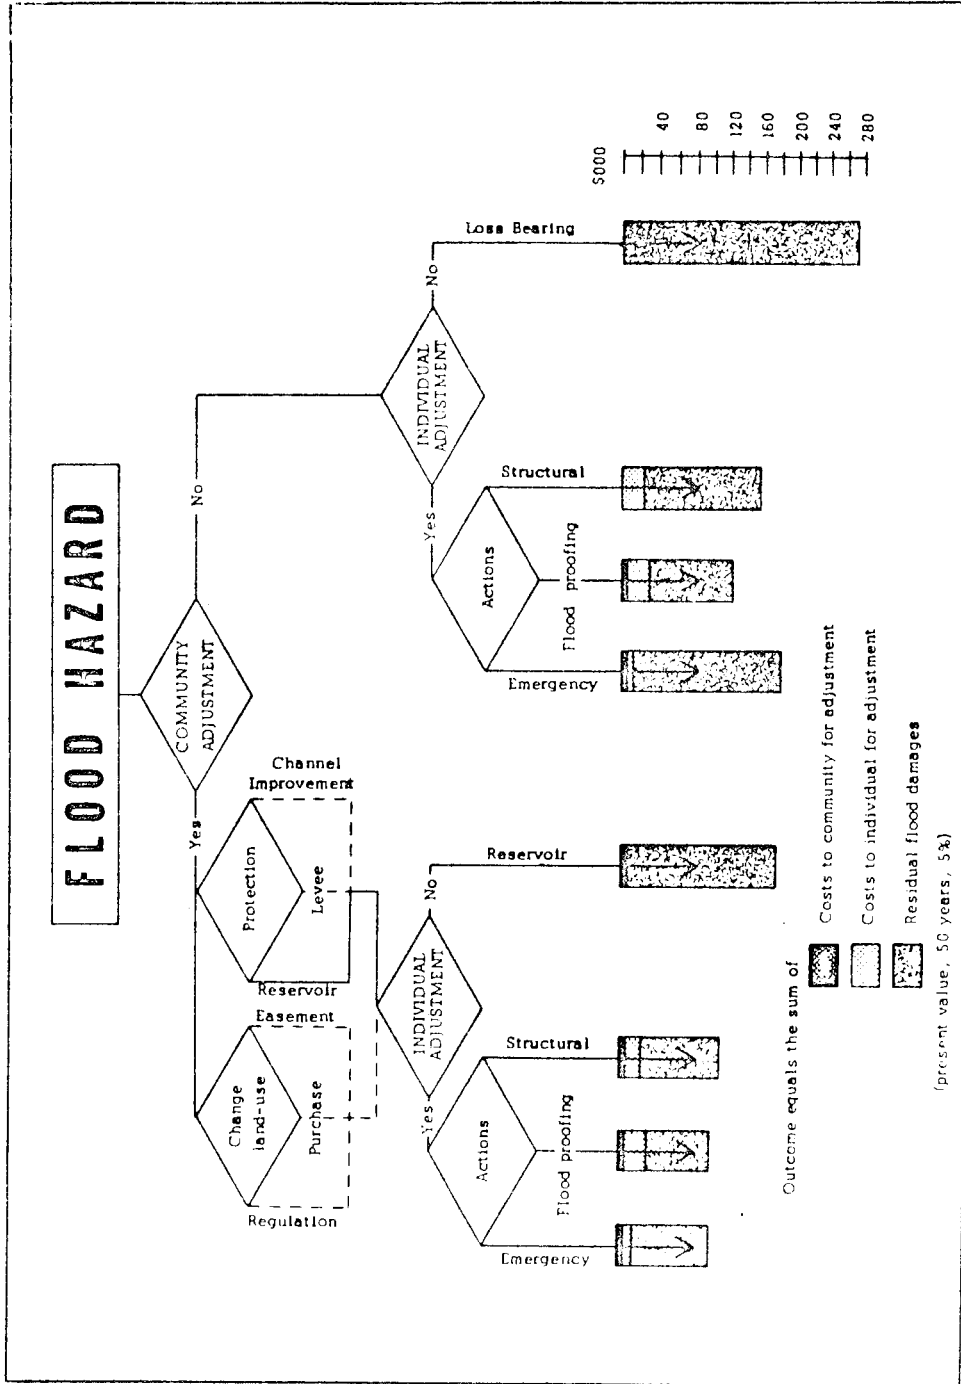 FLOOD HAZARD
COMMUNITY
ADJUSTMENT
Yes
No
Change
land-use
Regulation
Purchase
Easement
Protection
Reservoir
Levee
Channel
Improvement
INDIVIDUAL
ADJUSTMENT
Yes
No
Actions
Emergency
Flood proofing
Structural
Reservoir
INDIVIDUAL
ADJUSTMENT
Yes
No
Actions
Emergency
Flood proofing
Structural
Loss Bearing
$000
40
80
120
160
200
240
280
Outcome equals the sum of
Costs to community for adjustment
Costs to individual for adjustment
Residual flood damages
(present value, 50 years, 5%)